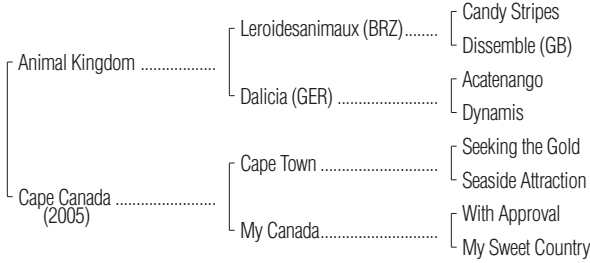 Candy Stripes
Leroidesanimaux (BRZ)........
Dissemble (GB)
Animal Kingdom ..................
Acatenango
Dalicia (GER) ........................
Dynamis
Seeking the Gold
Cape Town ............................
Seaside Attraction
Cape Canada ........................
(2005)
With Approval
My Canada............................
My Sweet Country